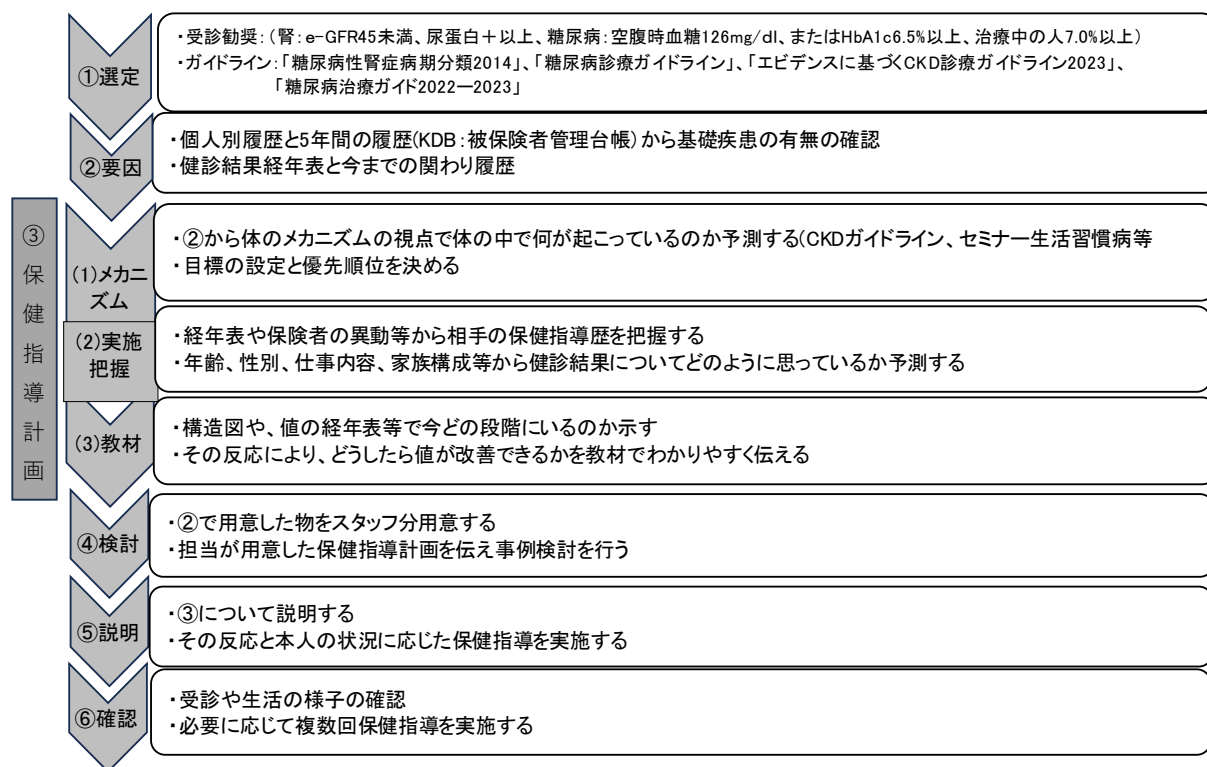 ①選定
・受診勧奨：（腎：e-GFR45未満、尿蛋白＋以上、糖尿病：空腹時血糖126mg/dl、またはHbA1c6.5%以上、治療中の人7.0%以上）
・ガイドライン：「糖尿病性腎症病期分類2014」、「糖尿病診療ガイドライン」、「エビデンスに基づくCKD診療ガイドライン2023」、
「糖尿病治療ガイド2022―2023」
②要因
・個人別履歴と5年間の履歴(KDB：被保険者管理台帳）から基礎疾患の有無の確認
・健診結果経年表と今までの関わり履歴
③保健指導計画
(1)メカニ
ズム
・②から体のメカニズムの視点で体の中で何が起こっているのか予測する(CKDガイドライン、セミナー生活習慣病等
・目標の設定と優先順位を決める
(2)実施
把握
・経年表や保険者の異動等から相手の保健指導歴を把握する
・年齢、性別、仕事内容、家族構成等から健診結果についてどのように思っているか予測する
(3)教材
・構造図や、値の経年表等で今どの段階にいるのか示す
・その反応により、どうしたら値が改善できるかを教材でわかりやすく伝える
④検討
・②で用意した物をスタッフ分用意する
・担当が用意した保健指導計画を伝え事例検討を行う
⑤説明
・③について説明する
・その反応と本人の状況に応じた保健指導を実施する
⑥確認
・受診や生活の様子の確認
・必要に応じて複数回保健指導を実施する